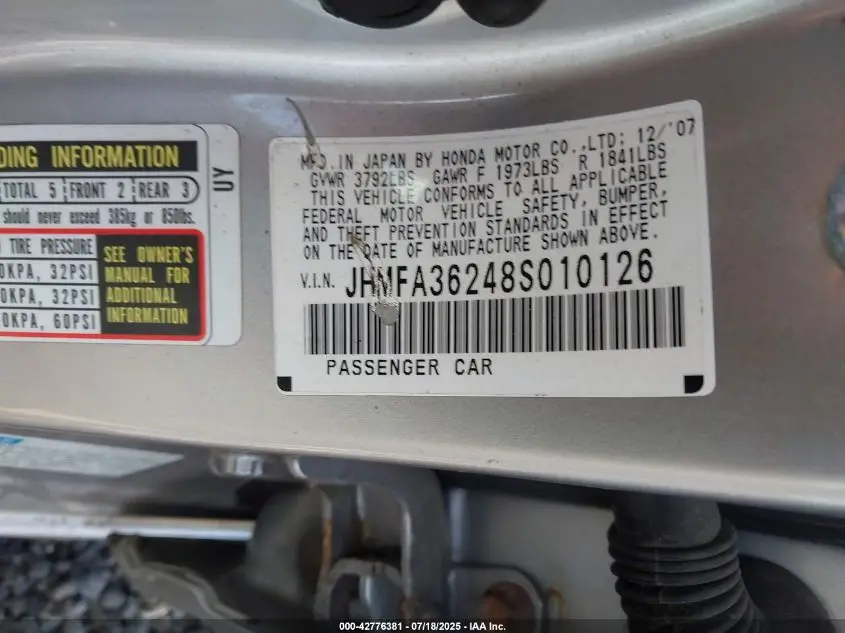 DING INFORMATION
TOTAL 5 FRONT 2 REAR 3
should never exceed 385kg or 850lbs.
TIRE PRESSURE
0KPA, 32PSI
0KPA, 32PSI
0KPA, 60PSI
SEE OWNER'S
MANUAL FOR
ADDITIONAL
INFORMATION
UY
MFD. IN JAPAN BY HONDA MOTOR CO.,LTD; 12/'07
GVWR 3792LBS GAWR F 1973LBS R 1841LBS
THIS VEHICLE CONFORMS TO ALL APPLICABLE
FEDERAL MOTOR VEHICLE SAFETY, BUMPER,
AND THEFT PREVENTION STANDARDS IN EFFECT
ON THE DATE OF MANUFACTURE SHOWN ABOVE.
V.I.N. JHMFA36248S010126
PASSENGER CAR
000-42776381 - 07/18/2025 - IAA Inc.